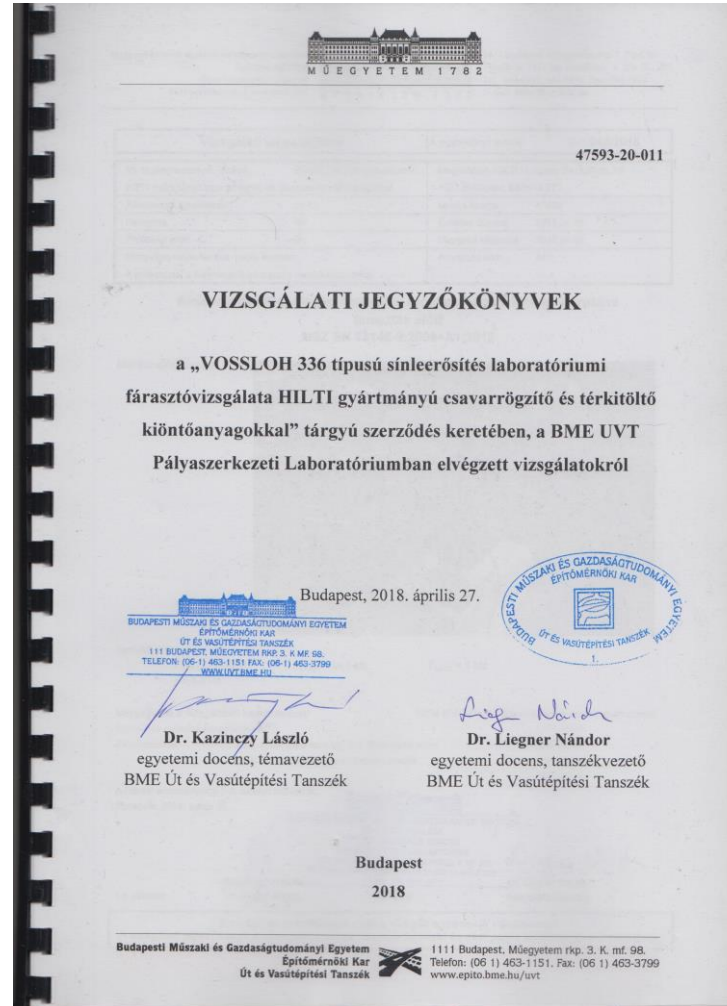 MŰEGYETEM 1782
47593-20-011
VIZSGÁLATI JEGYZŐKÖNYVEK
a „VOSSLOH 336 típusú sínleerősítés laboratóriumi
fárasztóvizsgálata HILTI gyártmányú csavarrögzítő és térkitöltő
kiöntőanyagokkal” tárgyú szerződés keretében, a BME UVT
Pályaszerkezeti Laboratóriumban elvégzett vizsgálatokról
Budapest, 2018. április 27.
BUDAPESTI MŰSZAKI ÉS GAZDASÁGTUDOMÁNYI EGYETEM
ÉPÍTŐMÉRNÖKI KAR
ÚT ÉS VASÚTÉPÍTÉSI TANSZÉK
111 BUDAPEST, MŰEGYETEM RKP. 3. K MF. 98.
TELEFON: (06-1) 463-1151 FAX: (06-1) 463-3799
WWW.UVT.BME.HU
BUDAPESTI MŰSZAKI ÉS GAZDASÁGTUDOMÁNYI EGYETEM
ÉPÍTŐMÉRNÖKI KAR
ÚT ÉS VASÚTÉPÍTÉSI TANSZÉK
1.
Dr. Kazinczy László
egyetemi docens, témavezető
BME Út és Vasútépítési Tanszék
Liegner Nándor
Dr. Liegner Nándor
egyetemi docens, tanszékvezető
BME Út és Vasútépítési Tanszék
Budapest
2018
Budapesti Műszaki és Gazdaságtudományi Egyetem
Építőmérnöki Kar
Út és Vasútépítési Tanszék
1111 Budapest, Műegyetem rkp. 3. K. mf. 98.
Telefon: (06 1) 463-1151. Fax: (06 1) 463-3799
www.epito.bme.hu/uvt